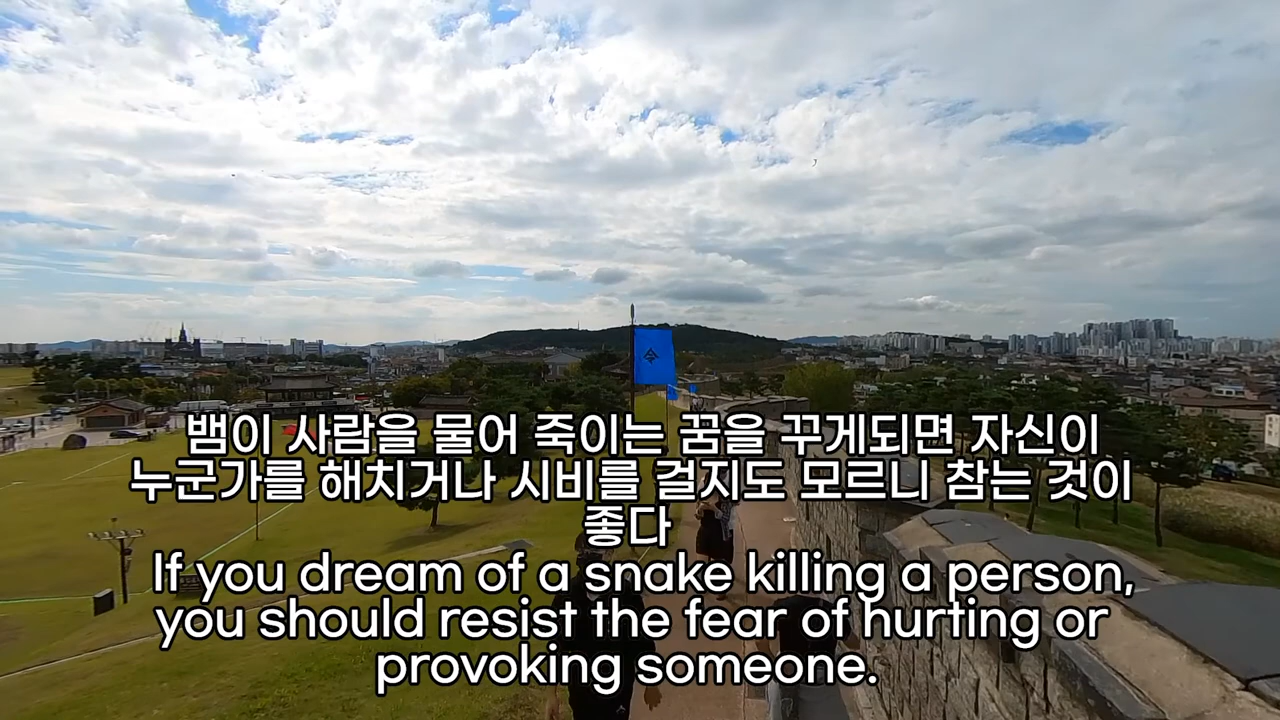 뱀이 사람을 물어 죽이는 꿈을 꾸게되면 자신이
누군가를 해치거나 시비를 걸지도 모르니 참는 것이
좋다
If you dream of a snake killing a person,
you should resist the fear of hurting or
provoking someone.